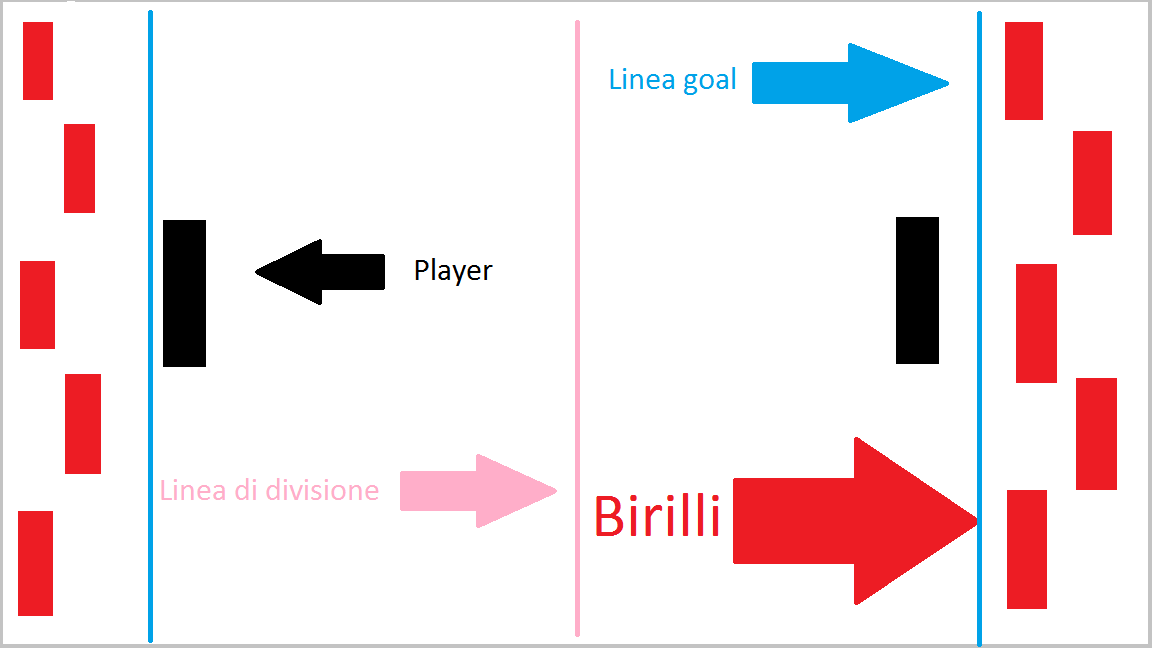 Linea goal
Player
Linea di divisione
Birilli